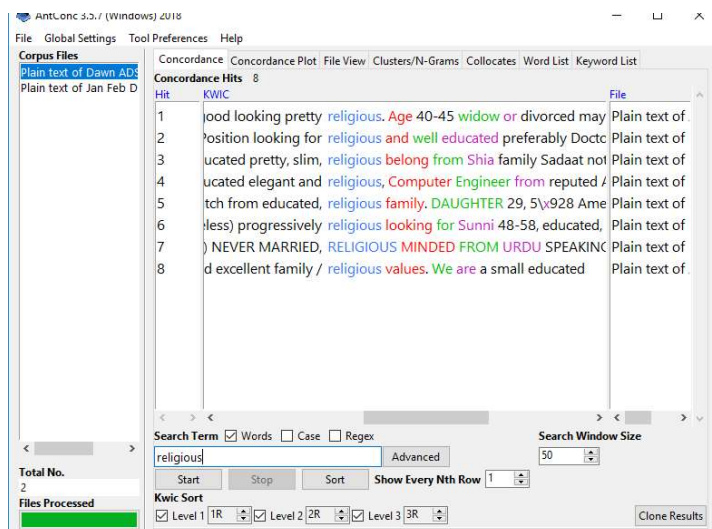 AntConc 3.5.7 (Windows) 2018
File Global Settings Tool Preferences Help
Corpus Files
Plain text of Dawn ADS
Plain text of Jan Feb D
Concordance Concordance Plot File View Clusters/N-Grams Collocates Word List Keyword List
Concordance Hits 8
Hit KWIC File
1 ood looking pretty religious. Age 40-45 widow or divorced may Plain text of
2 Position looking for religious and well educated preferably Docto Plain text of
3 ucated pretty, slim, religious belong from Shia family Sadaat not Plain text of
4 ucated elegant and religious, Computer Engineer from reputed Plain text of
5 tch from educated, religious family. DAUGHTER 29, 5\x928 Ame Plain text of
6 less) progressively religious looking for Sunni 48-58, educated, Plain text of
7 ) NEVER MARRIED, RELIGIOUS MINDED FROM URDU SPEAKING Plain text of
8 d excellent family / religious values. We are a small educated Plain text of
Search Term Words Case Regex Search Window Size
religious Advanced 50
Start Stop Sort Show Every Nth Row 1
Kwic Sort
Level 1 1R Level 2 2R Level 3 3R Clone Results
Total No.
2
Files Processed